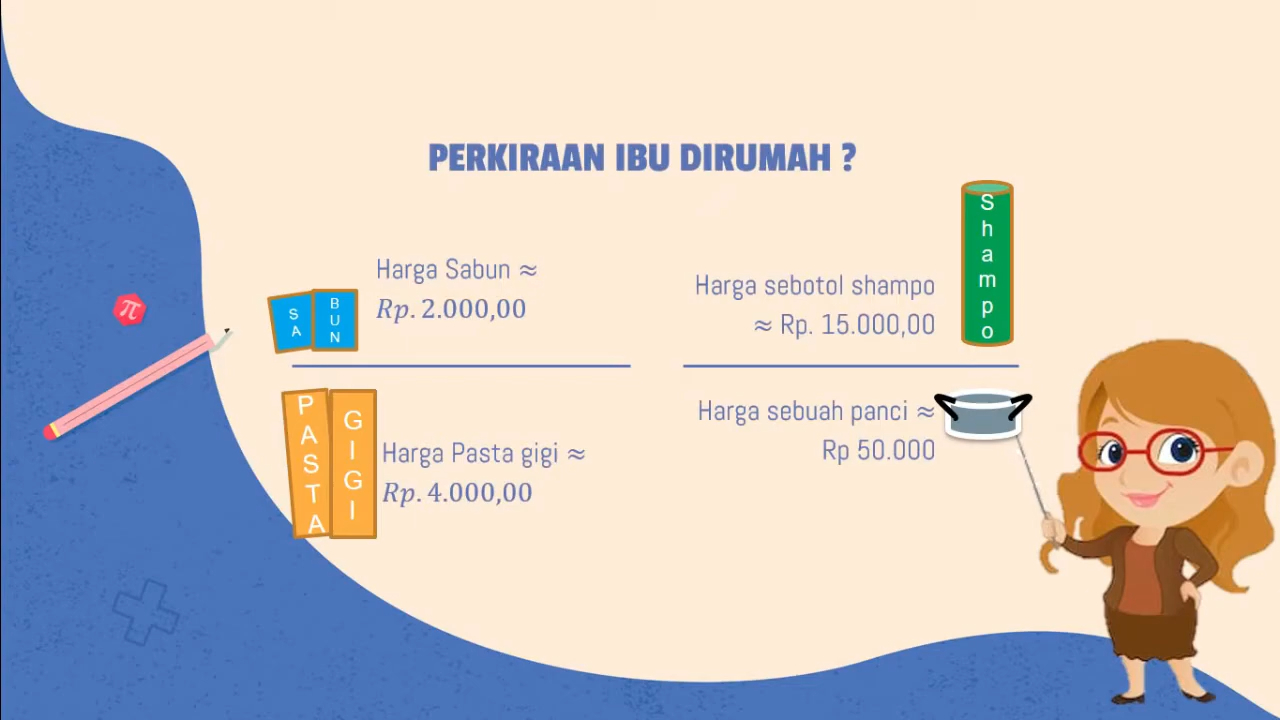 PERKIRAAN IBU DIRUMAH ?
Harga Sabun ≈
Rp. 2.000,00
SA
BUN
Harga sebotol shampo
≈ Rp. 15.000,00
Shampo
PASTA
GIGI
Harga Pasta gigi ≈
Rp. 4.000,00
Harga sebuah panci ≈
Rp 50.000
π